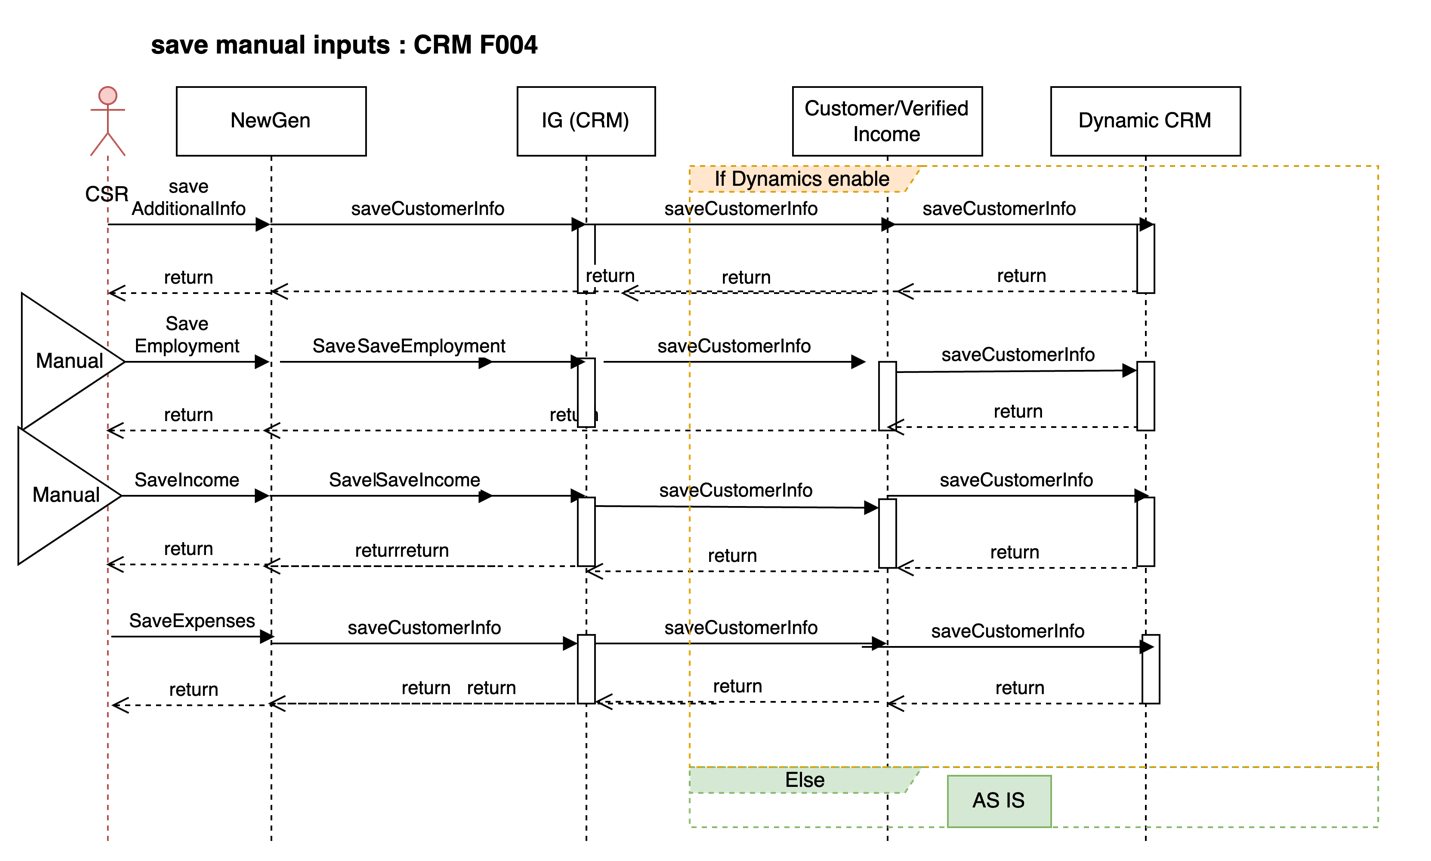 save manual inputs : CRM F004
NewGen
IG (CRM)
Customer/Verified
Income
Dynamic CRM
If Dynamics enable
CSR
save
AdditionalInfo
saveCustomerInfo
saveCustomerInfo
saveCustomerInfo
return
return
return
return
Manual
Save
Employment
SaveSaveEmployment
saveCustomerInfo
saveCustomerInfo
return
return
Manual
SaveIncome
SaveISaveIncome
saveCustomerInfo
saveCustomerInfo
return
returrreturn
return
return
SaveExpenses
saveCustomerInfo
saveCustomerInfo
saveCustomerInfo
return
return
return
return
return
Else
AS IS